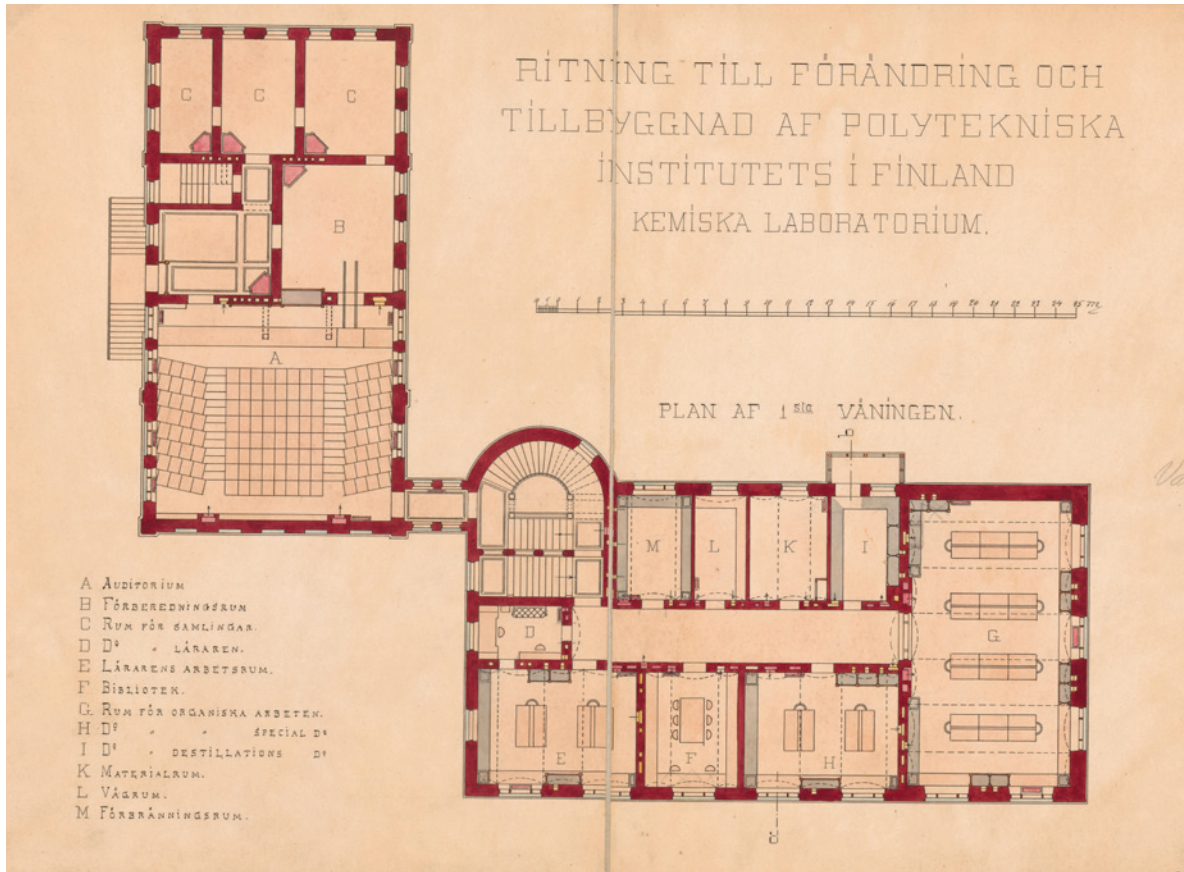 RITNING TILL FÖRÄNDRING OCH
TILLBYGGNAD AF POLYTEKNISKA
INSTITUTETS I FINLAND
KEMISKA LABORATORIUM.
PLAN AF 1sta VÅNINGEN.
C C C
B
A
M L K I
D
G
E F H
A AUDITORIUM
B FÖRBEREDNINGSRUM
C RUM FÖR SAMLINGAR.
D Do " LÄRAREN.
E LÄRARENS ARBETSRUM.
F BIBLIOTEK.
G RUM FÖR ORGANISKA ARBETEN.
H Do " " SPECIAL Do
I Do " DESTILLATIONS Do
K MATERIALRUM.
L VÅGRUM.
M FÖRBRÄNNINGSRUM.